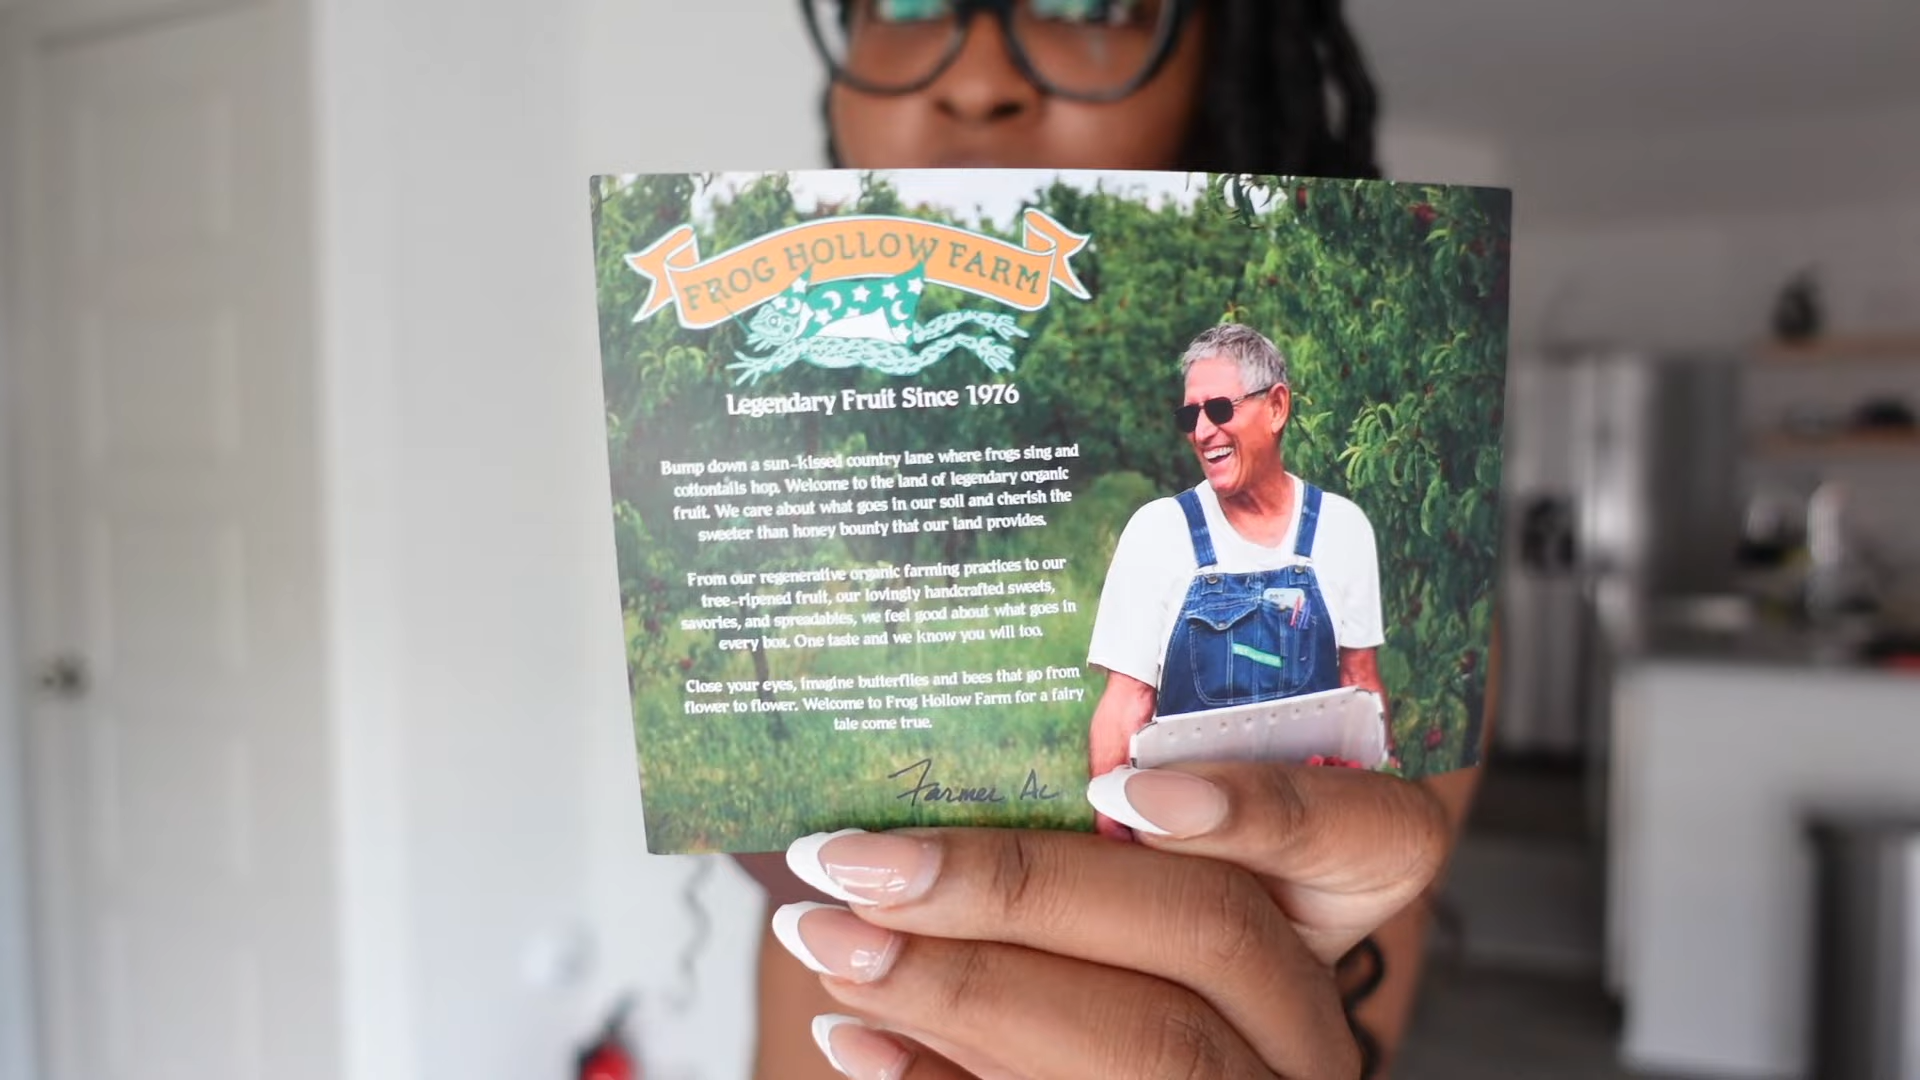 FROG HOLLOW FARM
Legendary Fruit Since 1976
Bump down a sun-kissed country lane where frogs sing and
cottontails hop. Welcome to the land of legendary organic
fruit. We care about what goes in our soil and cherish the
sweeter than honey bounty that our land provides.
From our regenerative organic farming practices to our
tree-ripened fruit, our lovingly handcrafted sweets,
savories, and spreadables, we feel good about what goes in
every box. One taste and we know you will too.
Close your eyes, imagine butterflies and bees that go from
flower to flower. Welcome to Frog Hollow Farm for a fairy
tale come true.
Farmer Al